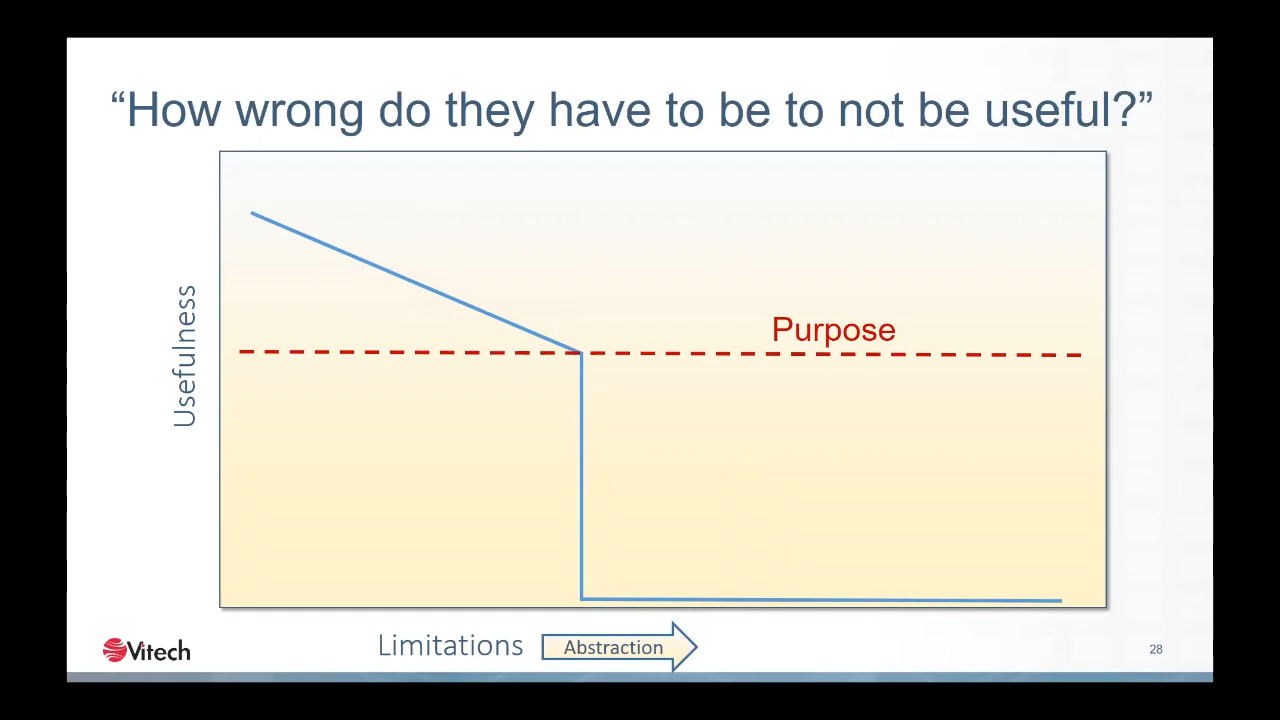 “How wrong do they have to be to not be useful?”
Usefulness
Purpose
Limitations
Abstraction
Vitech
28